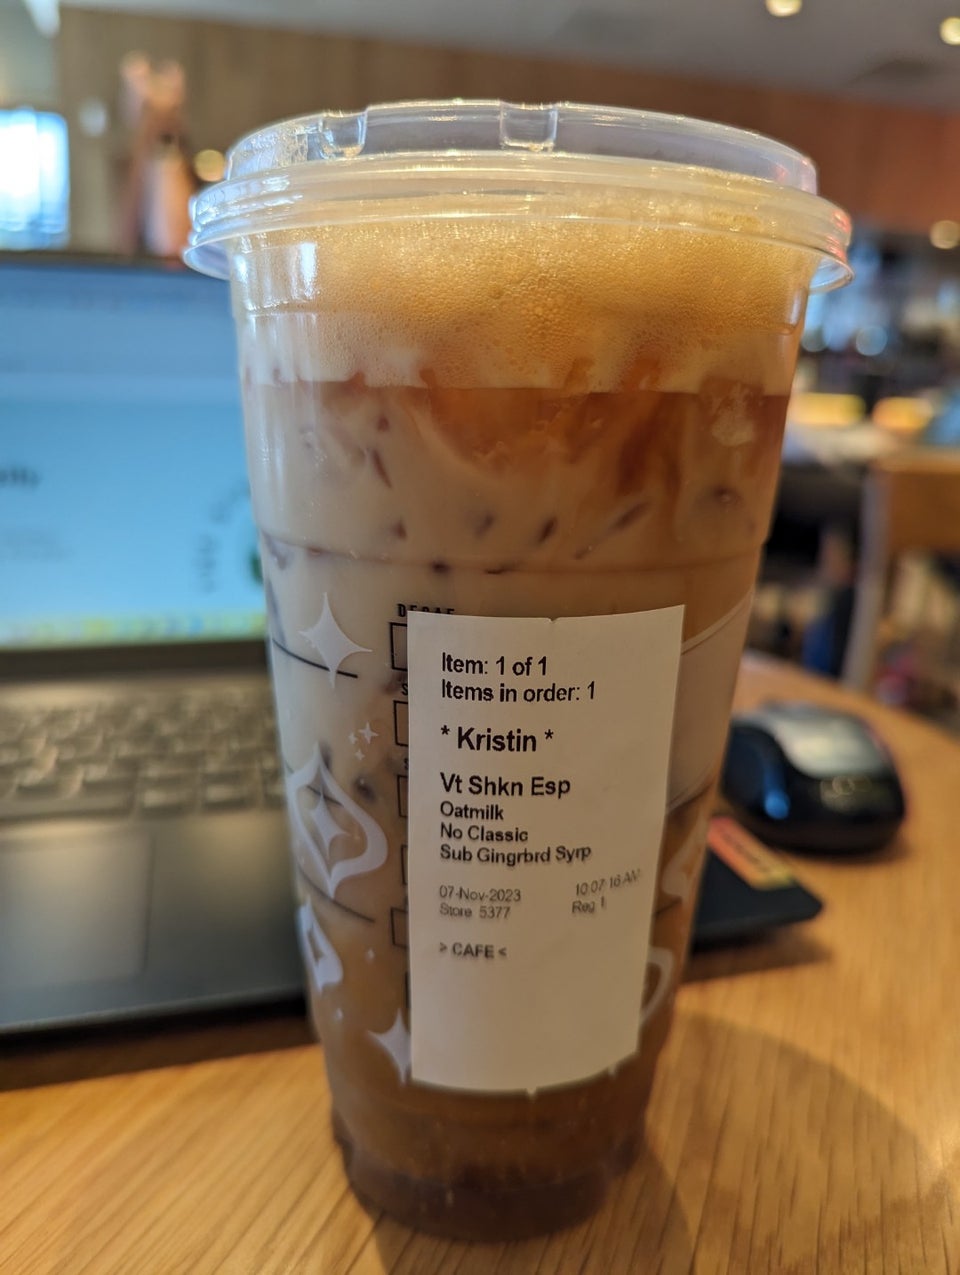 DECAF
Item: 1 of 1
Items in order: 1
* Kristin *
Vt Shkn Esp
Oatmilk
No Classic
Sub Gingrbrd Syrp
07-Nov-2023 10:07:16 AM
Store 5377 Reg 1
> CAFE <